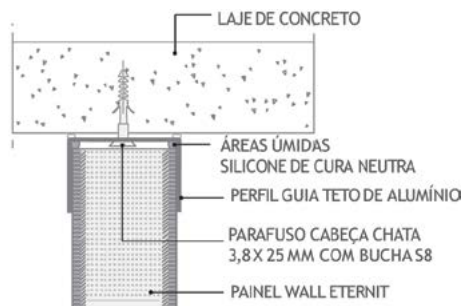 LAJE DE CONCRETO
ÁREAS ÚMIDAS
SILICONE DE CURA NEUTRA
PERFIL GUIA TETO DE ALUMÍNIO
PARAFUSO CABEÇA CHATA
3,8 X 25 MM COM BUCHA S8
PAINEL WALL ETERNIT